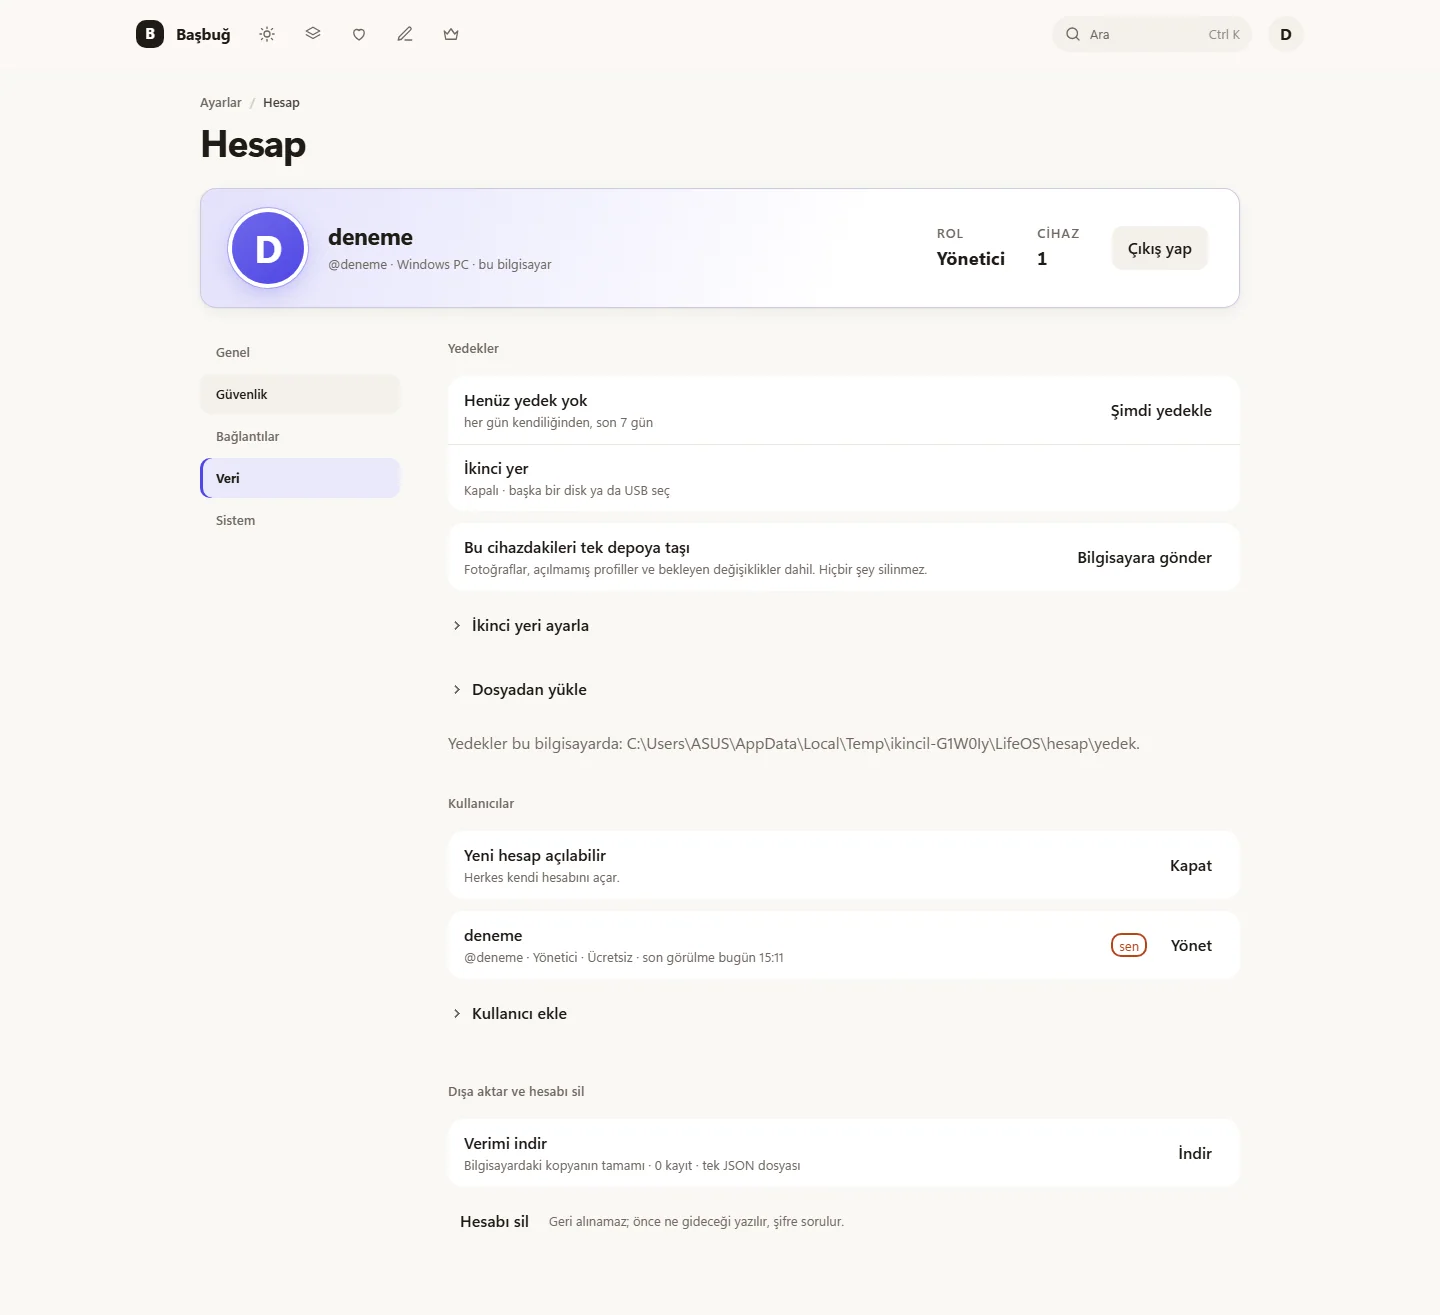 B Başbuğ Ara Ctrl K D
Ayarlar / Hesap
Hesap
D
deneme
@deneme · Windows PC · bu bilgisayar
ROL
Yönetici
CİHAZ
1
Çıkış yap
Genel
Güvenlik
Bağlantılar
Veri
Sistem
Yedekler
Henüz yedek yok
her gün kendiliğinden, son 7 gün
Şimdi yedekle
İkinci yer
Kapalı · başka bir disk ya da USB seç
Bu cihazdakileri tek depoya taşı
Fotoğraflar, açılmamış profiller ve bekleyen değişiklikler dahil. Hiçbir şey silinmez.
Bilgisayara gönder
İkinci yeri ayarla
Dosyadan yükle
Yedekler bu bilgisayarda: C:\Users\ASUS\AppData\Local\Temp\ikincil-G1W0Iy\LifeOS\hesap\yedek.
Kullanıcılar
Yeni hesap açılabilir
Herkes kendi hesabını açar.
Kapat
deneme
@deneme · Yönetici · Ücretsiz · son görülme bugün 15:11
sen
Yönet
Kullanıcı ekle
Dışa aktar ve hesabı sil
Verimi indir
Bilgisayardaki kopyanın tamamı · 0 kayıt · tek JSON dosyası
İndir
Hesabı sil
Geri alınamaz; önce ne gideceği yazılır, şifre sorulur.